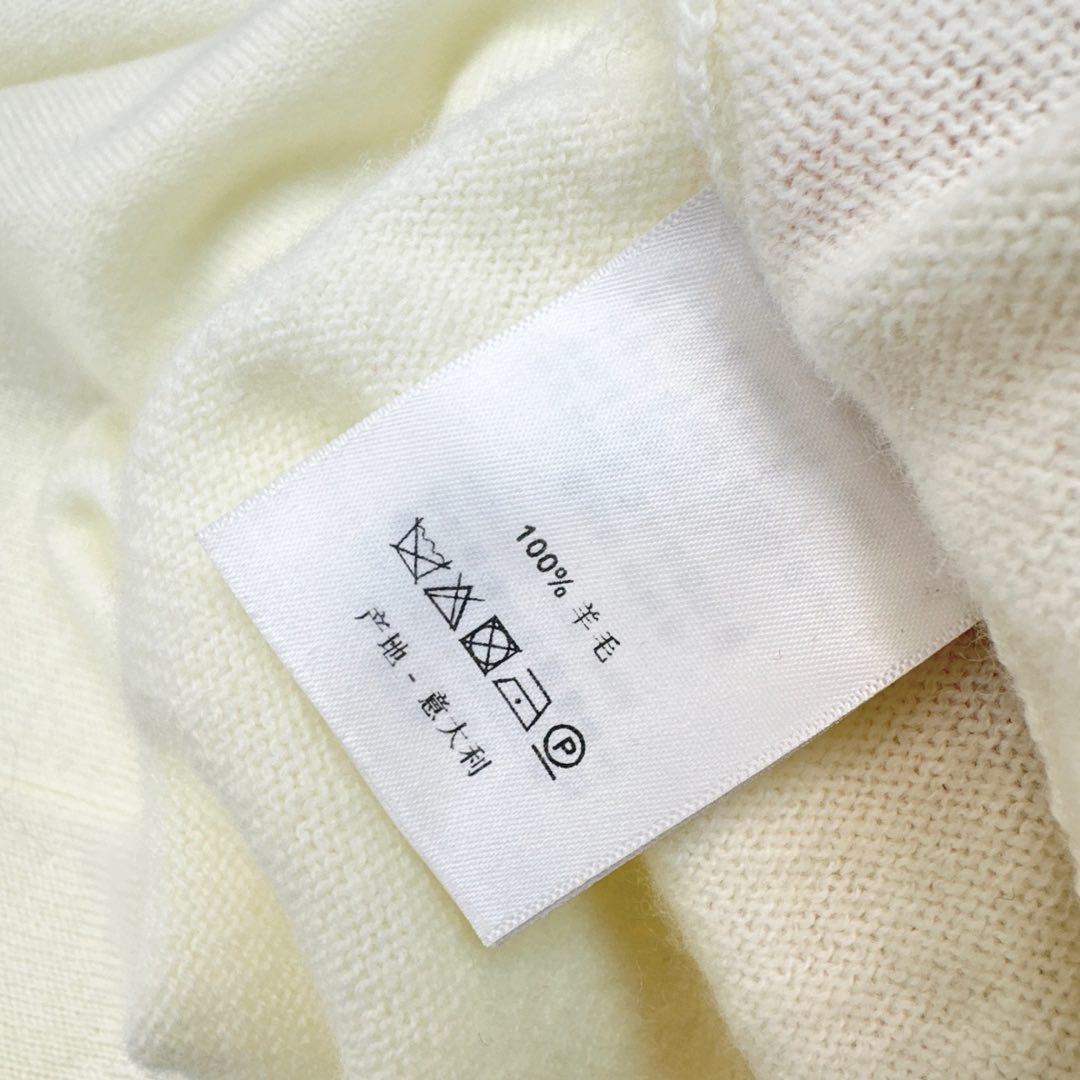 100% 羊毛
P
产地 - 意大利